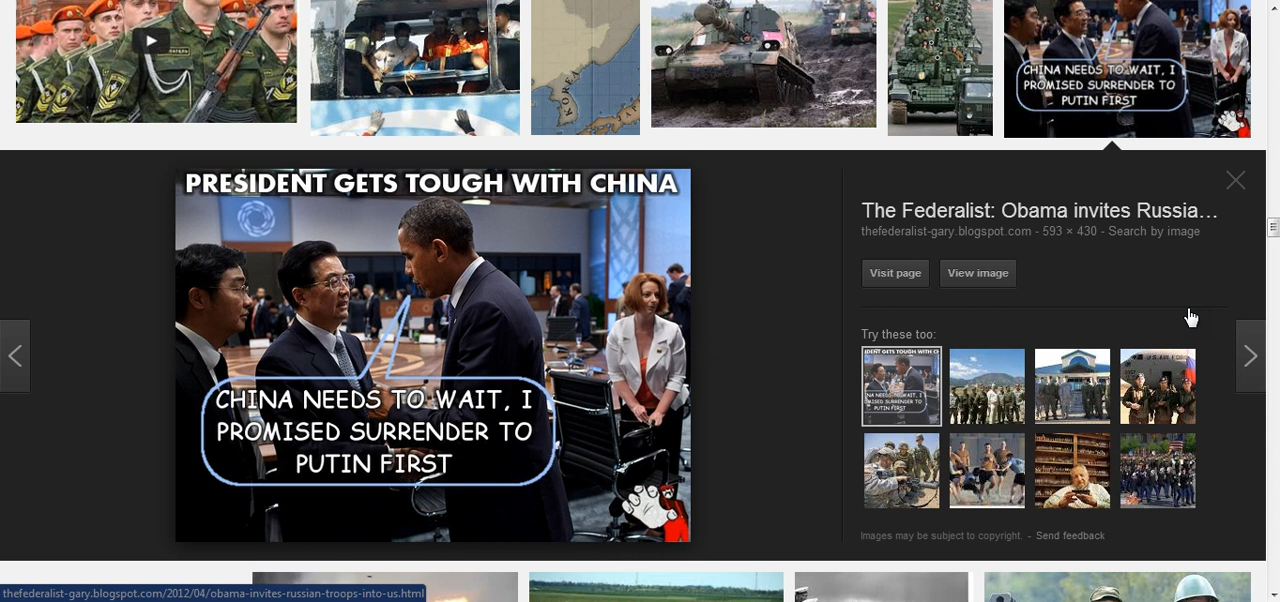 KOREA
CHINA NEEDS TO WAIT, I
PROMISED SURRENDER TO
PUTIN FIRST
PRESIDENT GETS TOUGH WITH CHINA
CHINA NEEDS TO WAIT, I
PROMISED SURRENDER TO
PUTIN FIRST
The Federalist: Obama invites Russia...
thefederalist-gary.blogspot.com - 593 × 430 - Search by image
Visit page
View image
Try these too:
Images may be subject to copyright. - Send feedback
thefederalist-gary.blogspot.com/2012/04/obama-invites-russian-troops-into-us.html